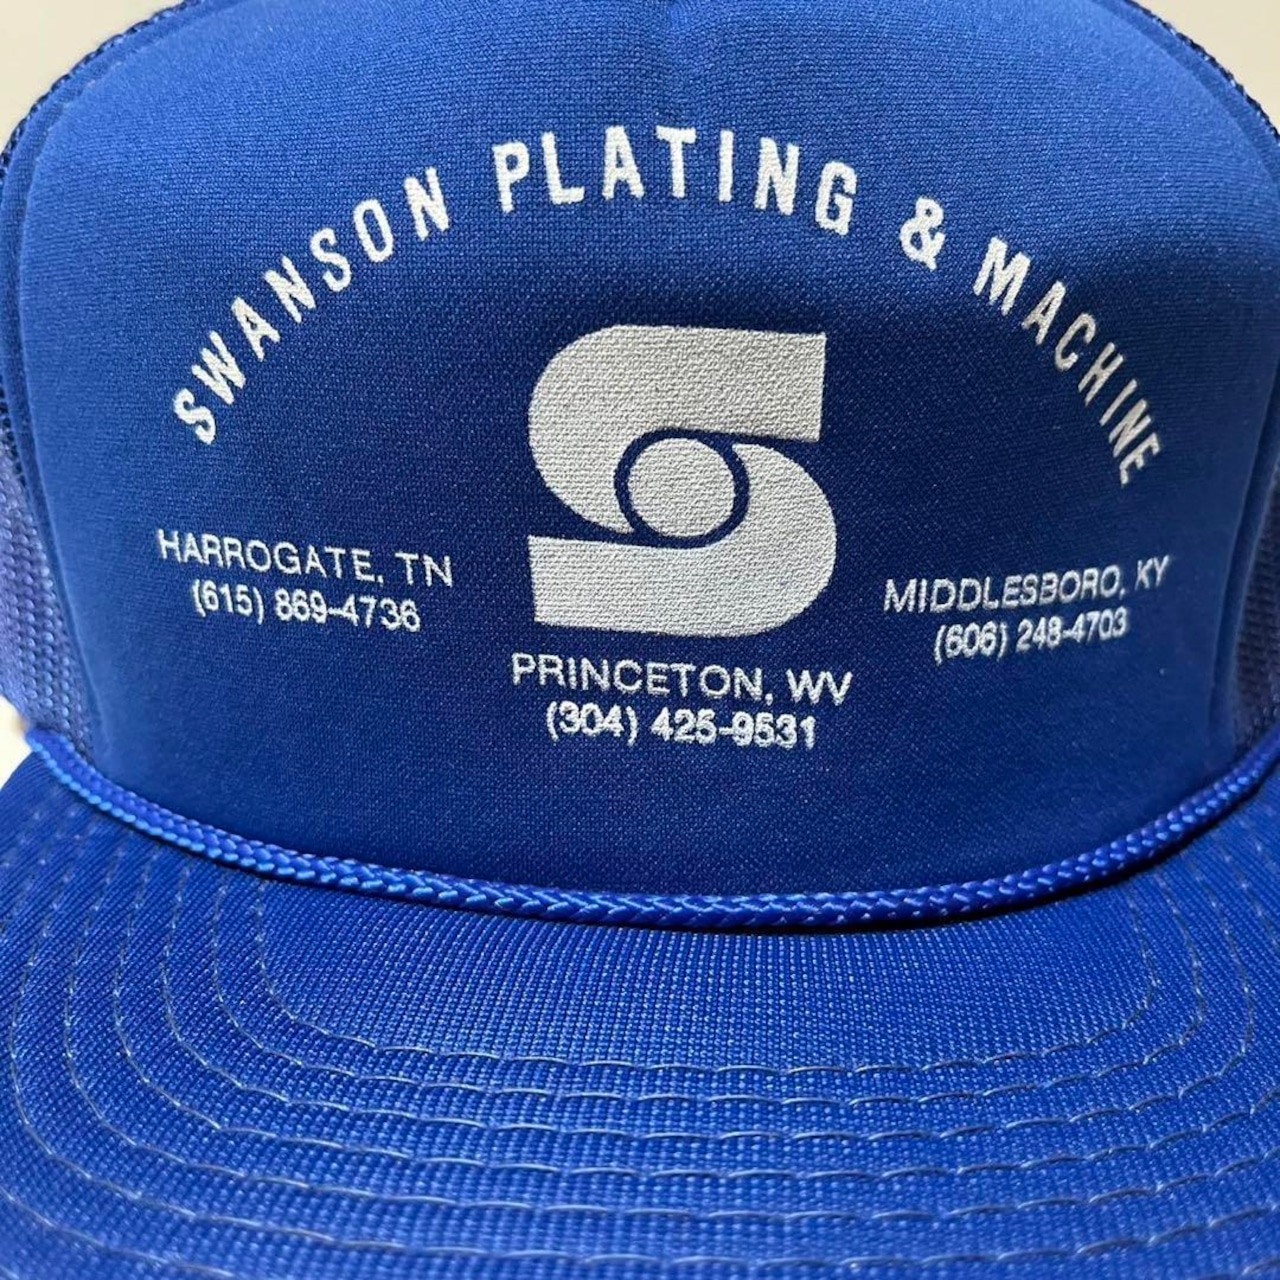 SWANSON PLATING & MACHINE
S
HARROGATE, TN
(615) 869-4736
PRINCETON, WV
(304) 425-9531
MIDDLESBORO, KY
(606) 248-4703